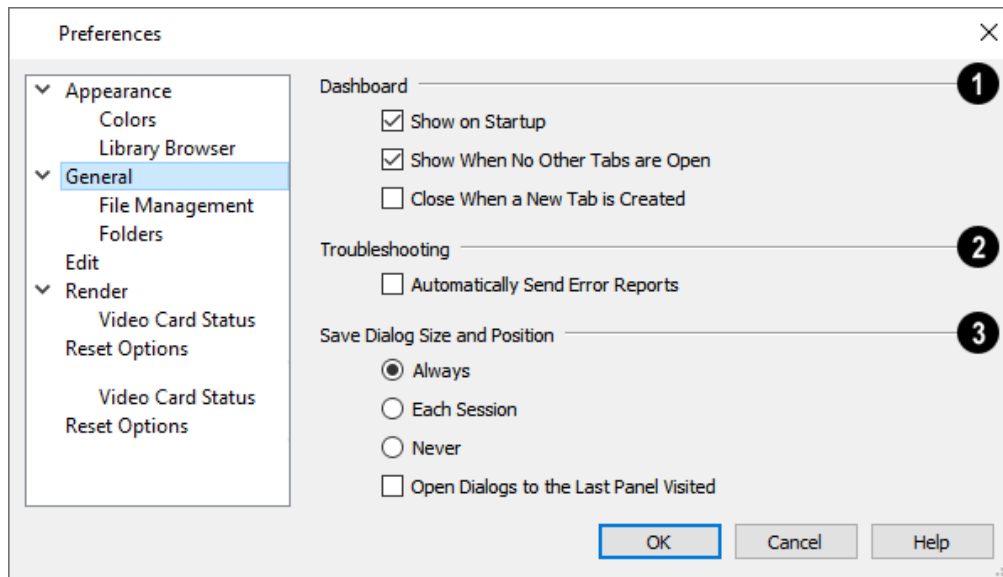 Preferences
Appearance
Colors
Library Browser
General
File Management
Folders
Edit
Render
Video Card Status
Reset Options
Video Card Status
Reset Options
Dashboard 1
Show on Startup
Show When No Other Tabs are Open
Close When a New Tab is Created
Troubleshooting 2
Automatically Send Error Reports
Save Dialog Size and Position 3
Always
Each Session
Never
Open Dialogs to the Last Panel Visited
OK Cancel Help